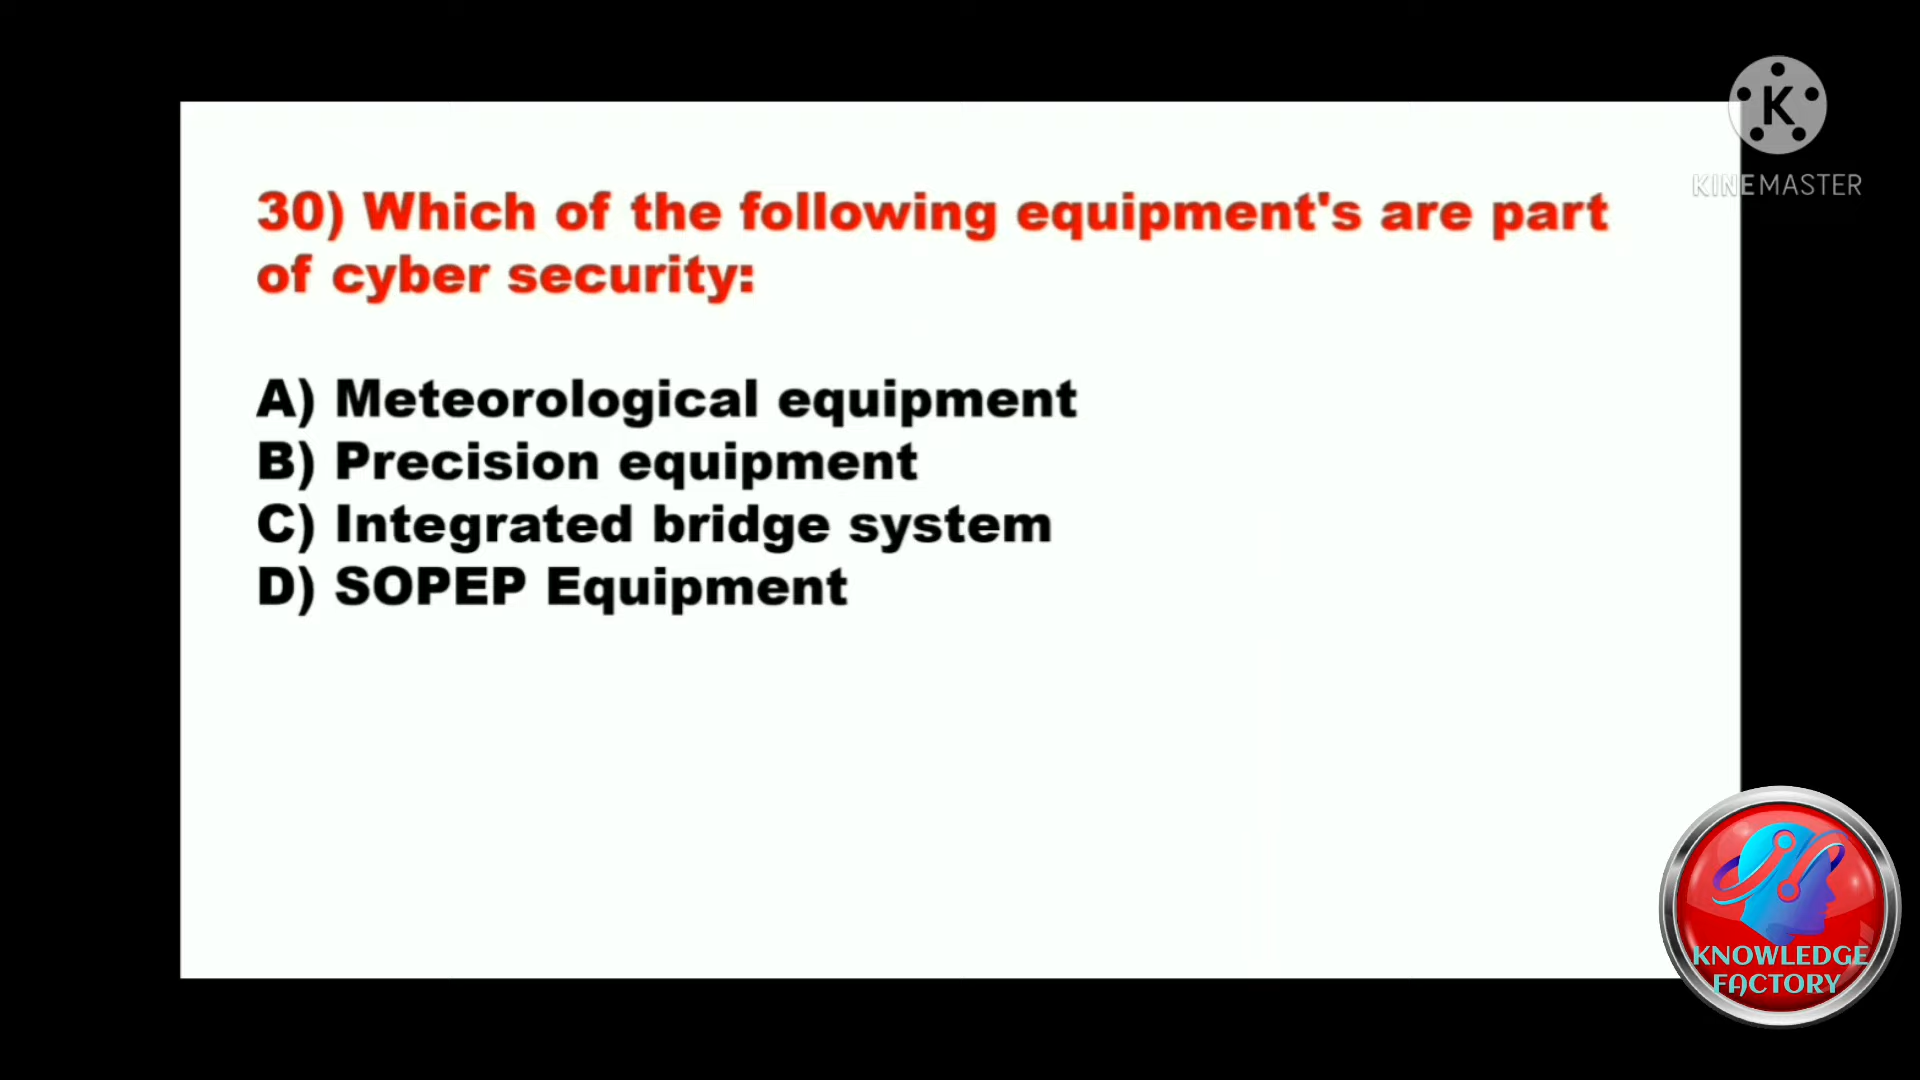 K
KINEMASTER
30) Which of the following equipment's are part
of cyber security:
A) Meteorological equipment
B) Precision equipment
C) Integrated bridge system
D) SOPEP Equipment
KNOWLEDGE
FACTORY